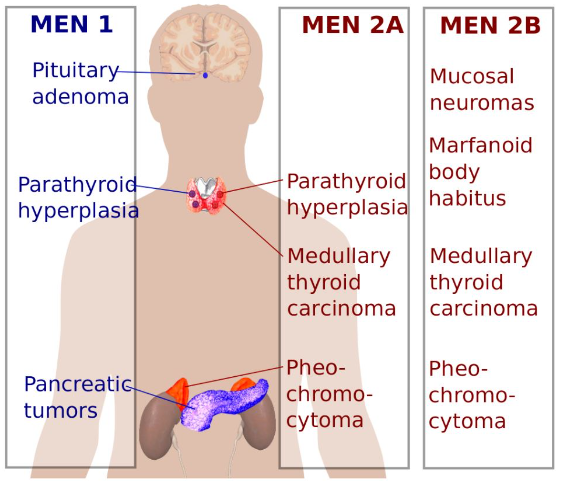 MEN 1
Pituitary
adenoma
Parathyroid
hyperplasia
Pancreatic
tumors
MEN 2A
Parathyroid
hyperplasia
Medullary
thyroid
carcinoma
Pheo-
chromo-
cytoma
MEN 2B
Mucosal
neuromas
Marfanoid
body
habitus
Medullary
thyroid
carcinoma
Pheo-
chromo-
cytoma